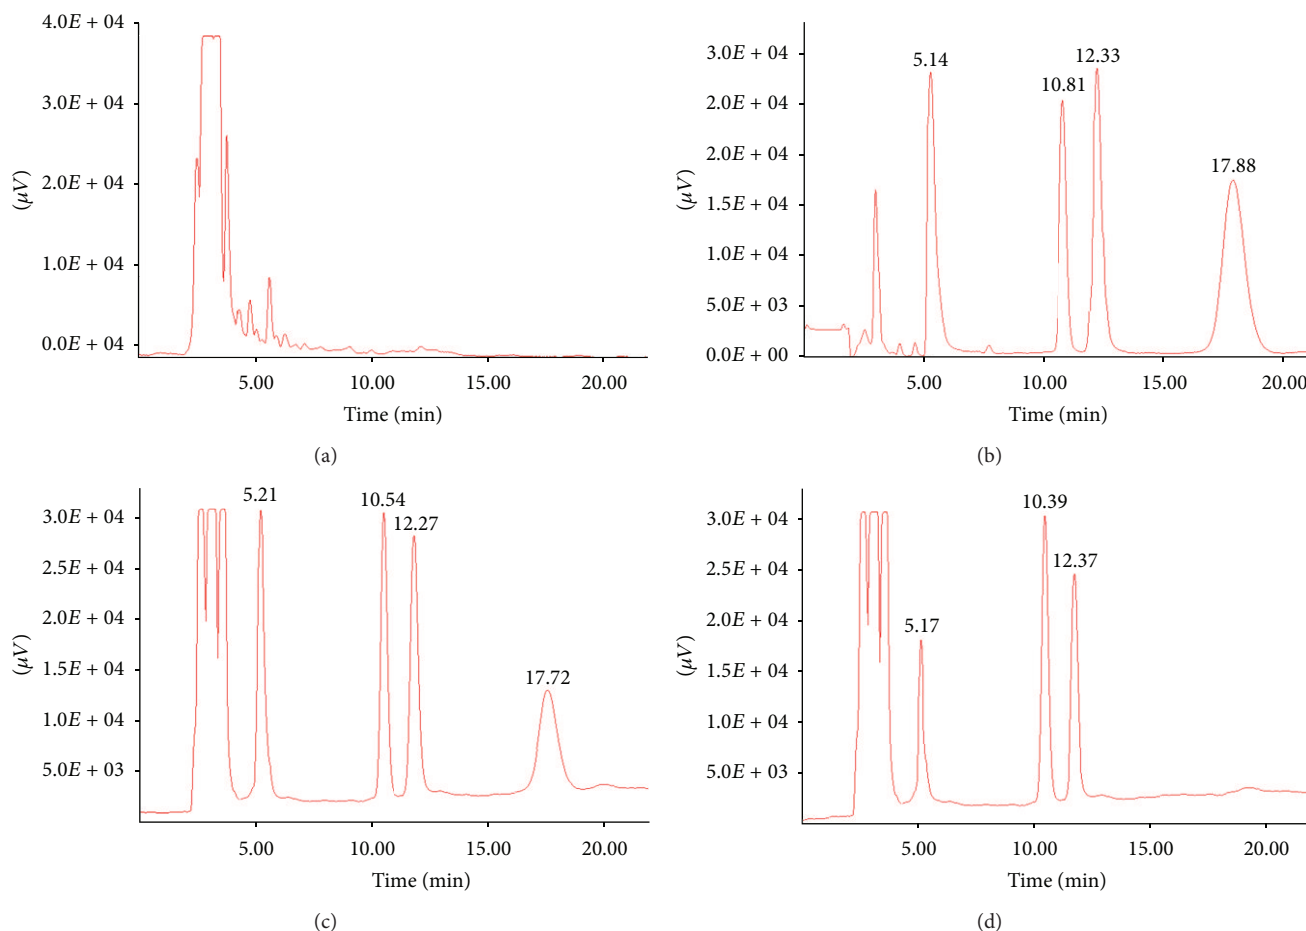 4.0E + 04
3.0E + 04
2.0E + 04
1.0E + 04
0.0E + 04
(μV)
5.00 10.00 15.00 20.00
Time (min)
(a)
3.0E + 04
2.0E + 04
2.0E + 04
1.5E + 04
1.0E + 04
5.0E + 03
0.0E + 00
(μV)
5.14
10.81
12.33
17.88
5.00 10.00 15.00 20.00
Time (min)
(b)
3.0E + 04
2.5E + 04
2.0E + 04
1.5E + 04
1.0E + 04
5.0E + 03
(μV)
5.21
10.54
12.27
17.72
5.00 10.00 15.00 20.00
Time (min)
(c)
3.0E + 04
2.5E + 04
2.0E + 04
1.5E + 04
1.0E + 04
5.0E + 03
(μV)
5.17
10.39
12.37
5.00 10.00 15.00 20.00
Time (min)
(d)